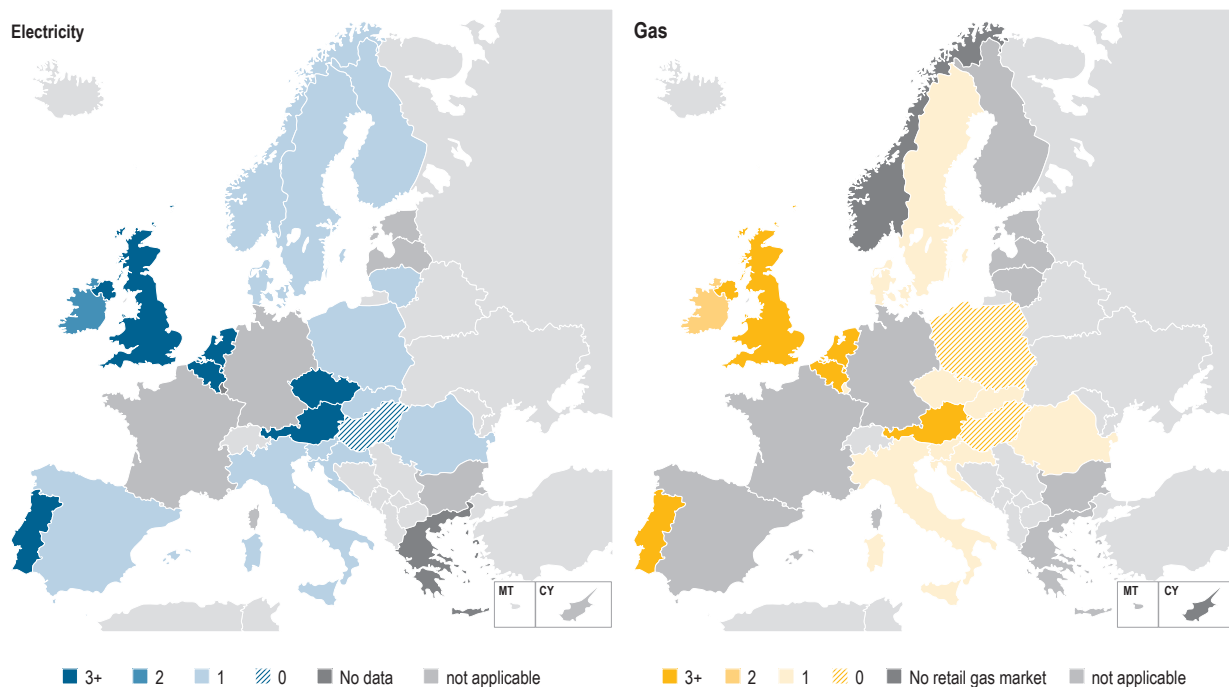 Electricity
Gas
MT
CY
MT
CY
3+ 2 1 0 No data not applicable
3+ 2 1 0 No retail gas market not applicable